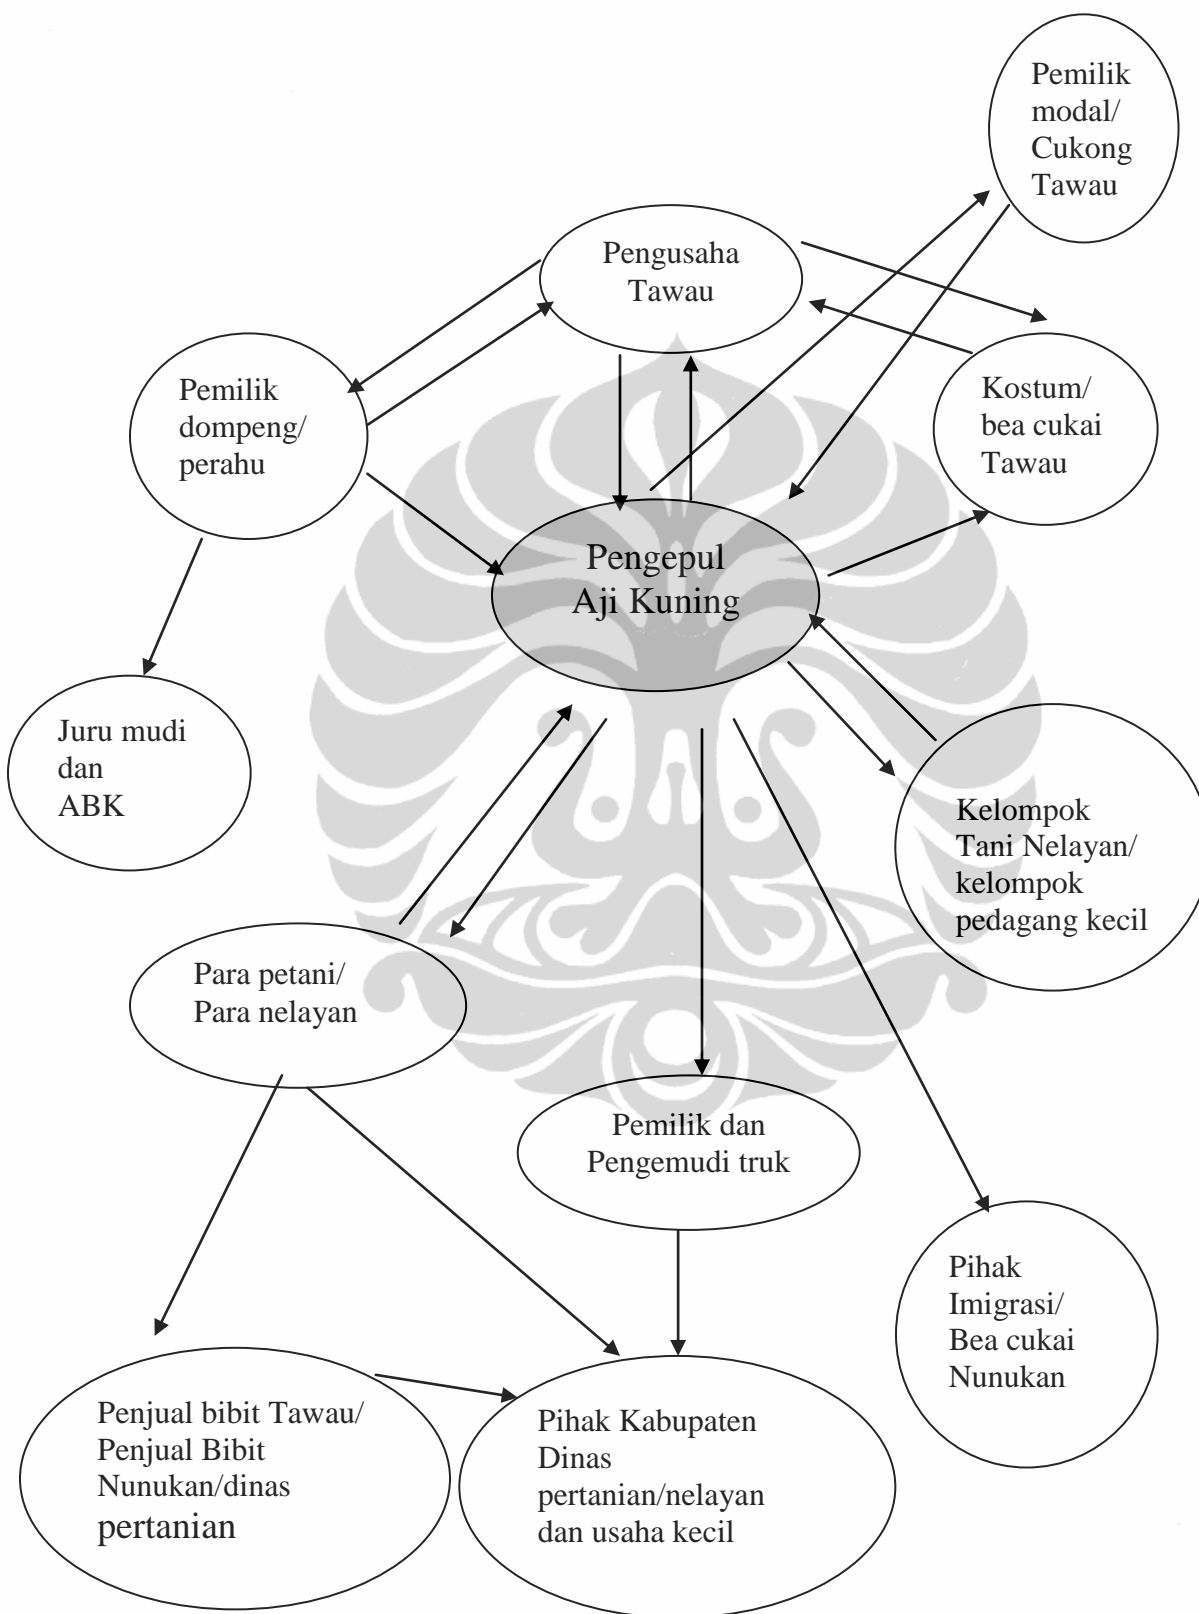 Pemilik
modal/
Cukong
Tawau
Pengusaha
Tawau
Pemilik
dompeng/
perahu
Kostum/
bea cukai
Tawau
Pengepul
Aji Kuning
Juru mudi
dan
ABK
Kelompok
Tani Nelayan/
kelompok
pedagang kecil
Para petani/
Para nelayan
Pemilik dan
Pengemudi truk
Pihak
Imigrasi/
Bea cukai
Nunukan
Penjual bibit Tawau/
Penjual Bibit
Nunukan/dinas
pertanian
Pihak Kabupaten
Dinas
pertanian/nelayan
dan usaha kecil